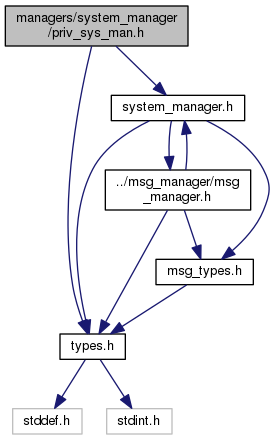 managers/system_manager
/priv_sys_man.h
system_manager.h
../msg_manager/msg
_manager.h
msg_types.h
types.h
stddef.h
stdint.h